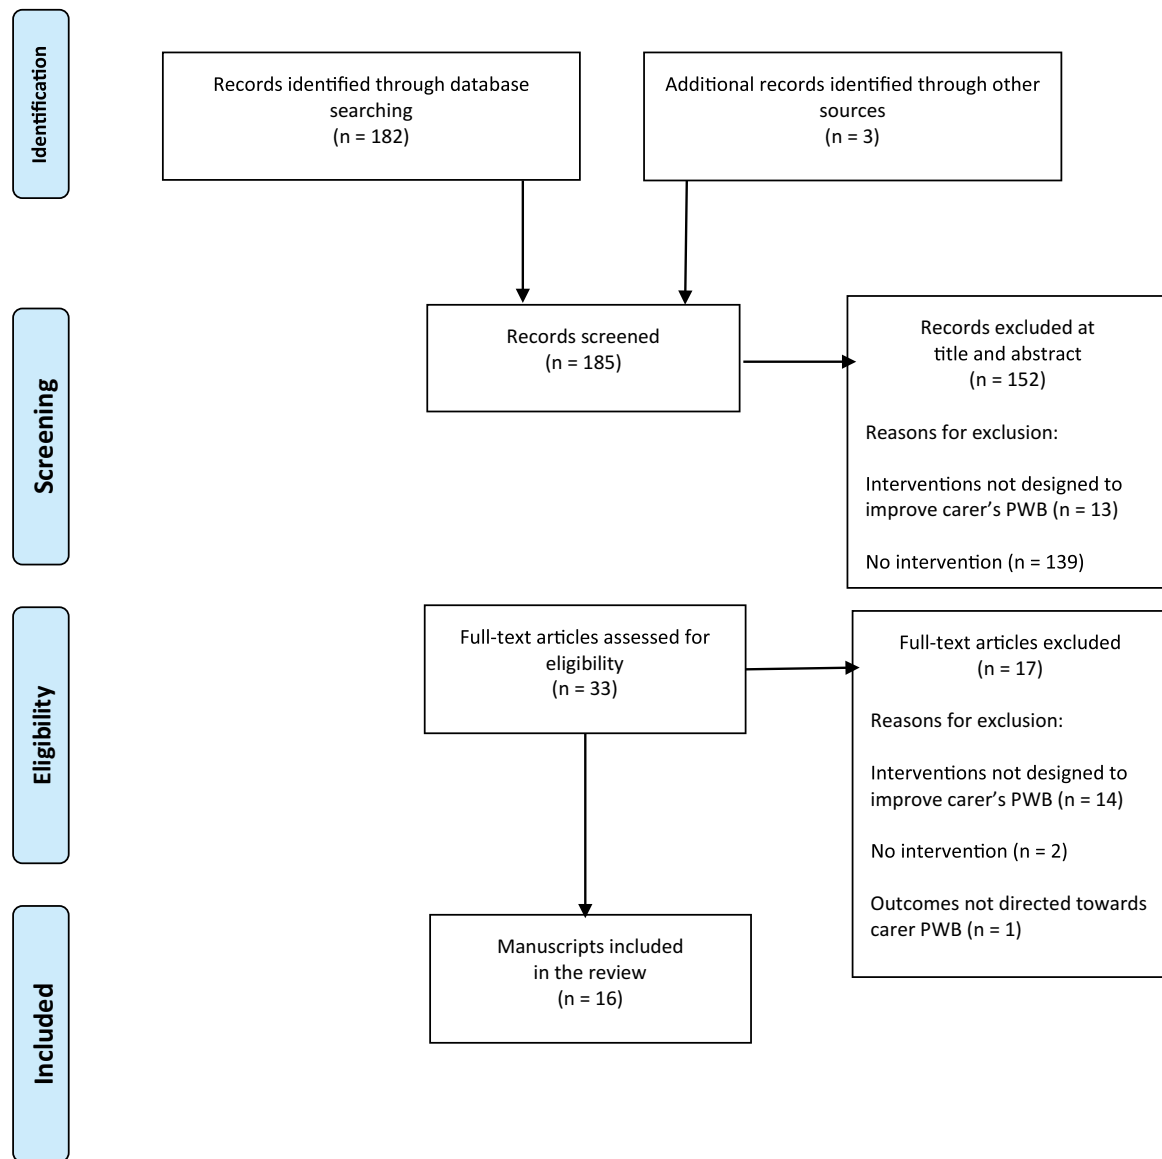 Identification
Records identified through database
searching
(n = 182)
Additional records identified through other
sources
(n = 3)
Screening
Records screened
(n = 185)
Records excluded at
title and abstract
(n = 152)
Reasons for exclusion:
Interventions not designed to
improve carer’s PWB (n = 13)
No intervention (n = 139)
Eligibility
Full-text articles assessed for
eligibility
(n = 33)
Full-text articles excluded
(n = 17)
Reasons for exclusion:
Interventions not designed to
improve carer’s PWB (n = 14)
No intervention (n = 2)
Outcomes not directed towards
carer PWB (n = 1)
Included
Manuscripts included
in the review
(n = 16)